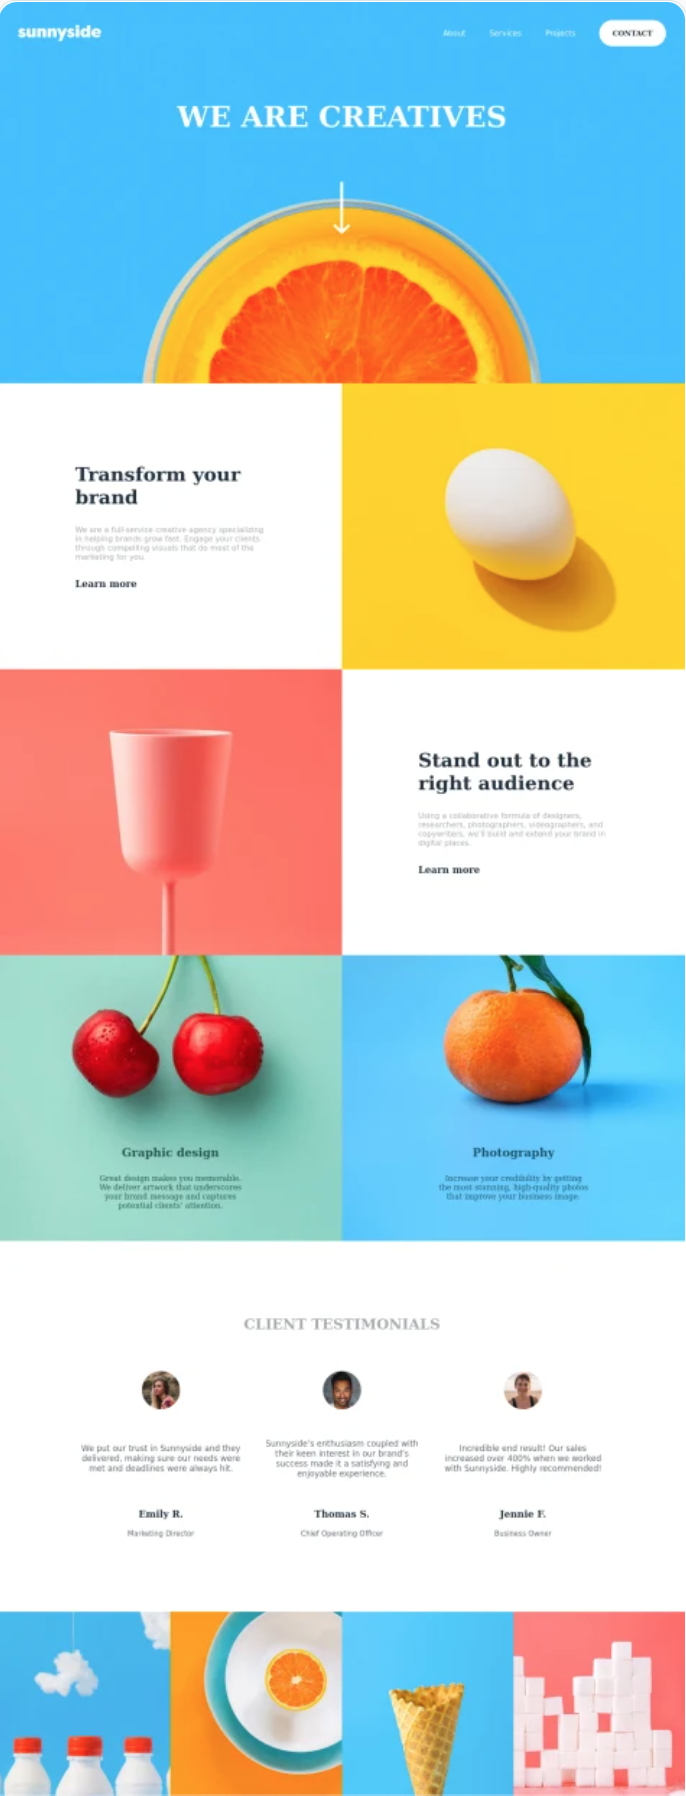 sunnyside
About Services Projects CONTACT
WE ARE CREATIVES
Transform your
brand
We are a full-service creative agency specializing
in helping brands grow fast. Engage your clients
through compelling visuals that do most of the
marketing for you.
Learn more
Stand out to the
right audience
Using a collaborative formula of designers,
researchers, photographers, videographers, and
copywriters, we'll build and extend your brand in
digital places.
Learn more
Graphic design
Great design makes you memorable.
We deliver artwork that underscores
your brand message and captures
potential clients' attention.
Photography
Increase your credibility by getting
the most stunning, high-quality photos
that improve your business image.
CLIENT TESTIMONIALS
We put our trust in Sunnyside and they
delivered, making sure our needs were
met and deadlines were always hit.
Emily R.
Marketing Director
Sunnyside's enthusiasm coupled with
their keen interest in our brand's
success made it a satisfying and
enjoyable experience.
Thomas S.
Chief Operating Officer
Incredible end result! Our sales
increased over 400% when we worked
with Sunnyside. Highly recommended!
Jennie F.
Business Owner